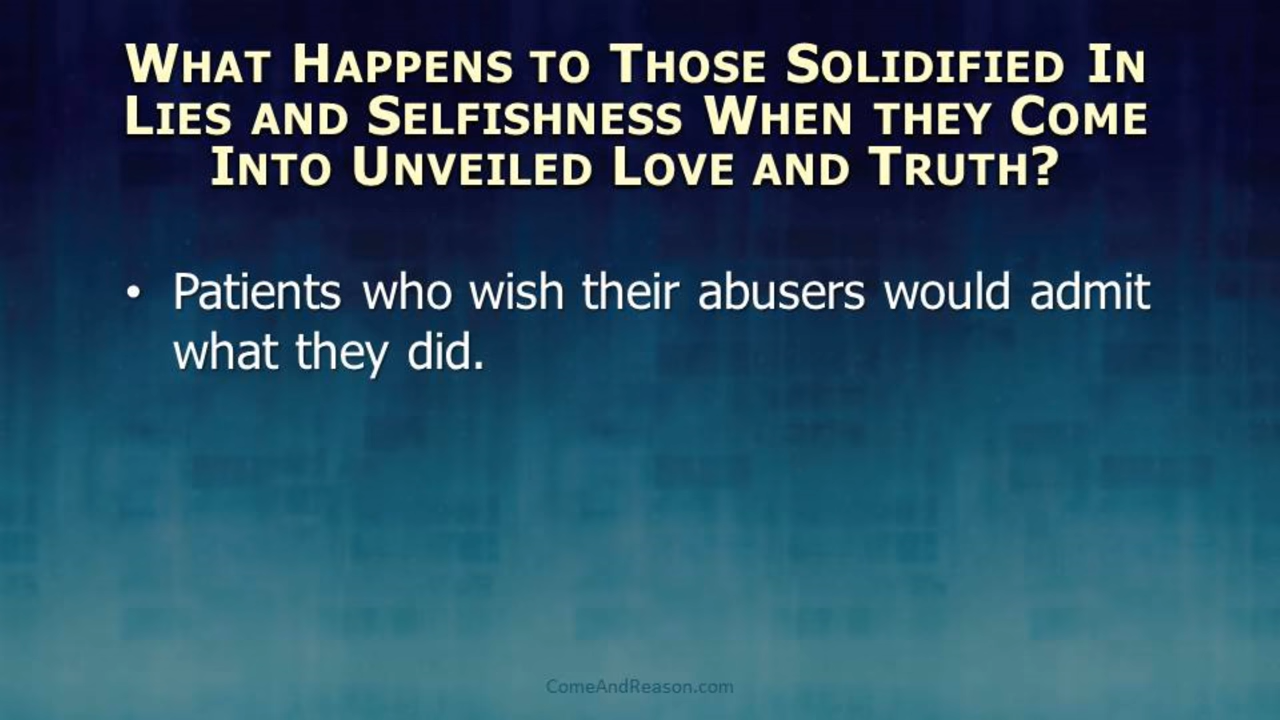 What Happens to Those Solidified In
Lies and Selfishness When they Come
Into Unveiled Love and Truth?
• Patients who wish their abusers would admit
what they did.
ComeAndReason.com